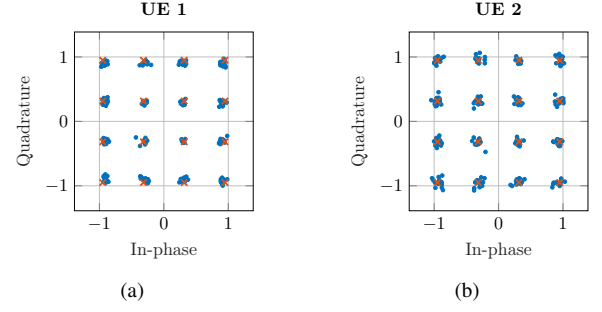 UE 1
1
0
−1
Quadrature
−1 0 1
In-phase
(a)
UE 2
1
0
−1
Quadrature
−1 0 1
In-phase
(b)